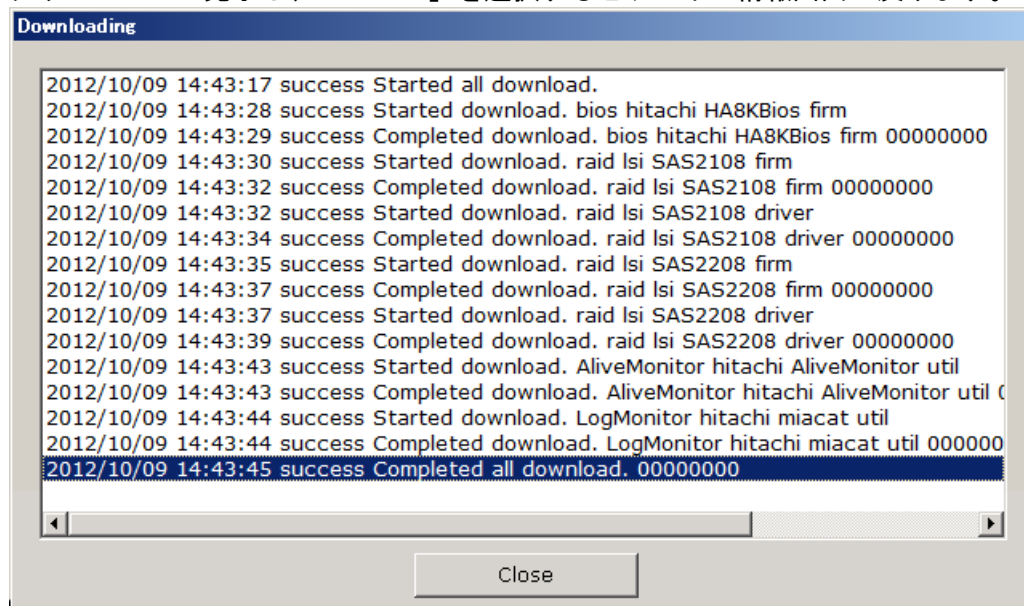 Downloading
2012/10/09 14:43:17 success Started all download.
2012/10/09 14:43:28 success Started download. bios hitachi HA8KBios firm
2012/10/09 14:43:29 success Completed download. bios hitachi HA8KBios firm 00000000
2012/10/09 14:43:30 success Started download. raid lsi SAS2108 firm
2012/10/09 14:43:32 success Completed download. raid lsi SAS2108 firm 00000000
2012/10/09 14:43:32 success Started download. raid lsi SAS2108 driver
2012/10/09 14:43:34 success Completed download. raid lsi SAS2108 driver 00000000
2012/10/09 14:43:35 success Started download. raid lsi SAS2208 firm
2012/10/09 14:43:37 success Completed download. raid lsi SAS2208 firm 00000000
2012/10/09 14:43:37 success Started download. raid lsi SAS2208 driver
2012/10/09 14:43:39 success Completed download. raid lsi SAS2208 driver 00000000
2012/10/09 14:43:43 success Started download. AliveMonitor hitachi AliveMonitor util
2012/10/09 14:43:43 success Completed download. AliveMonitor hitachi AliveMonitor util
2012/10/09 14:43:44 success Started download. LogMonitor hitachi miacat util
2012/10/09 14:43:44 success Completed download. LogMonitor hitachi miacat util 000000
2012/10/09 14:43:45 success Completed all download. 00000000
Close